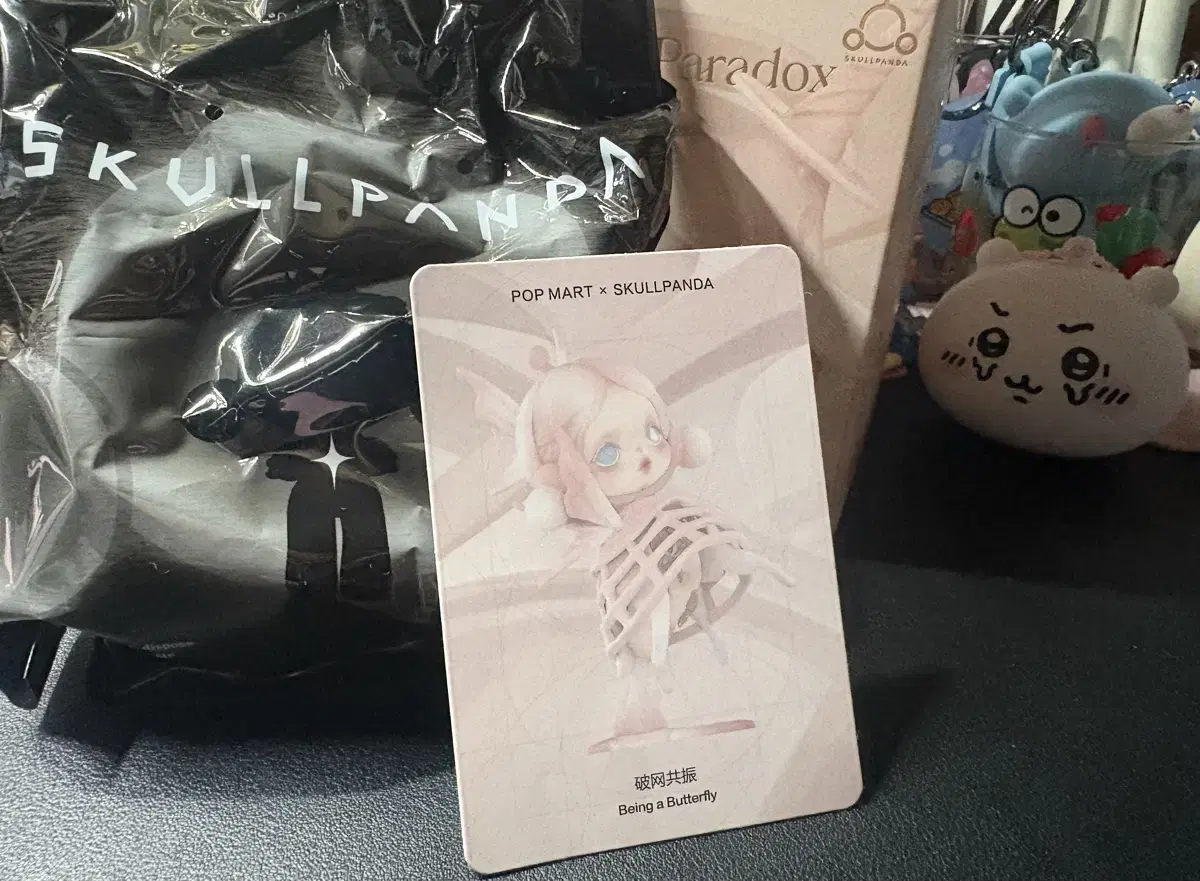 SKULLPANDA
Paradox
SKULLPANDA
POP MART × SKULLPANDA
破网共振
Being a Butterfly